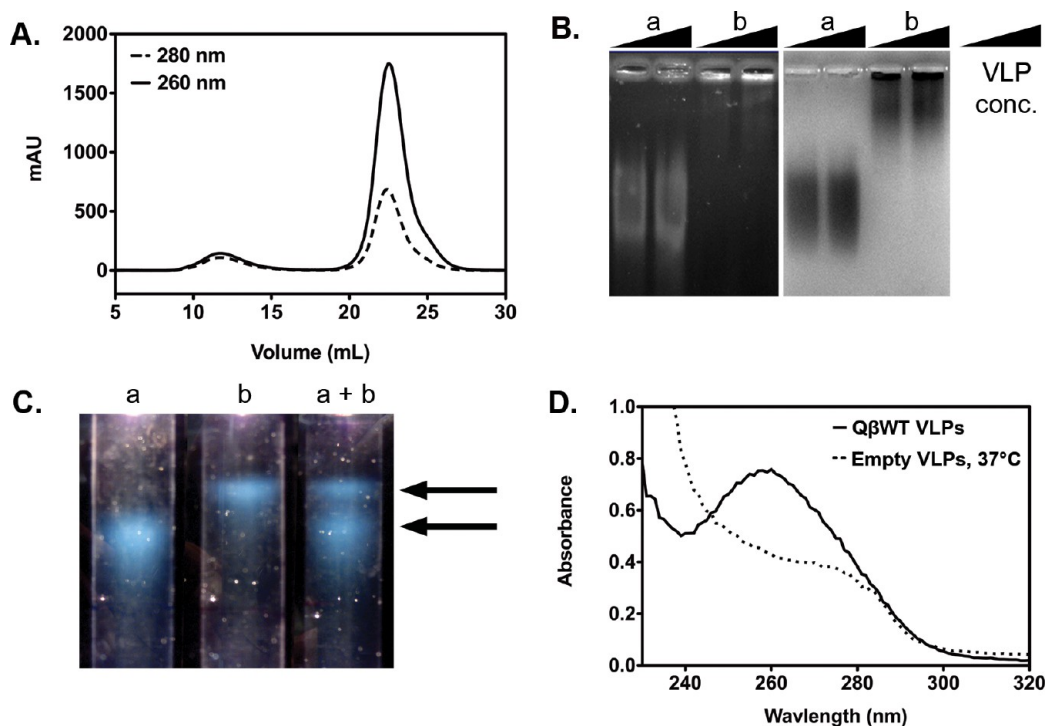 A.
2000
1500
1000
500
0
280 nm
260 nm
mAU
5 10 15 20 25 30
Volume (mL)
B.
a b a b
VLP
conc.
C.
a b a + b
D.
1.0
0.8
0.6
0.4
0.2
0.0
QβWT VLPs
Empty VLPs, 37°C
Absorbance
240 260 280 300 320
Wavlength (nm)